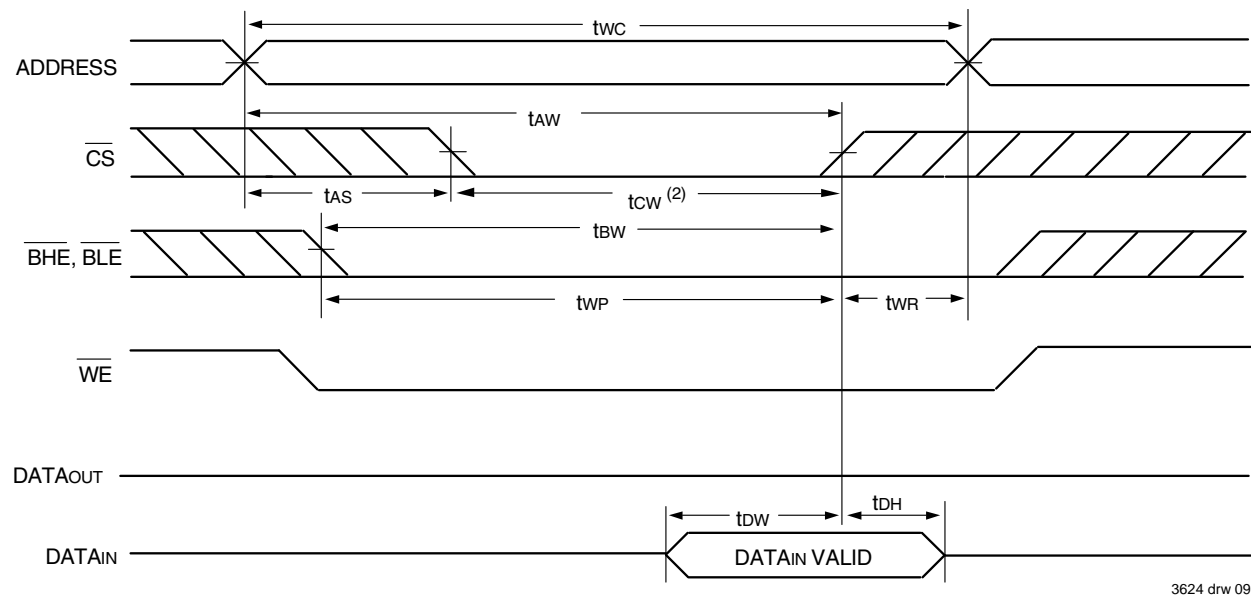 tWC
ADDRESS
tAW
CS
tAS
tCW (2)
tBW
BHE, BLE
tWP
tWR
WE
DATAOUT
tDW
tDH
DATAIN
DATAIN VALID
3624 drw 09